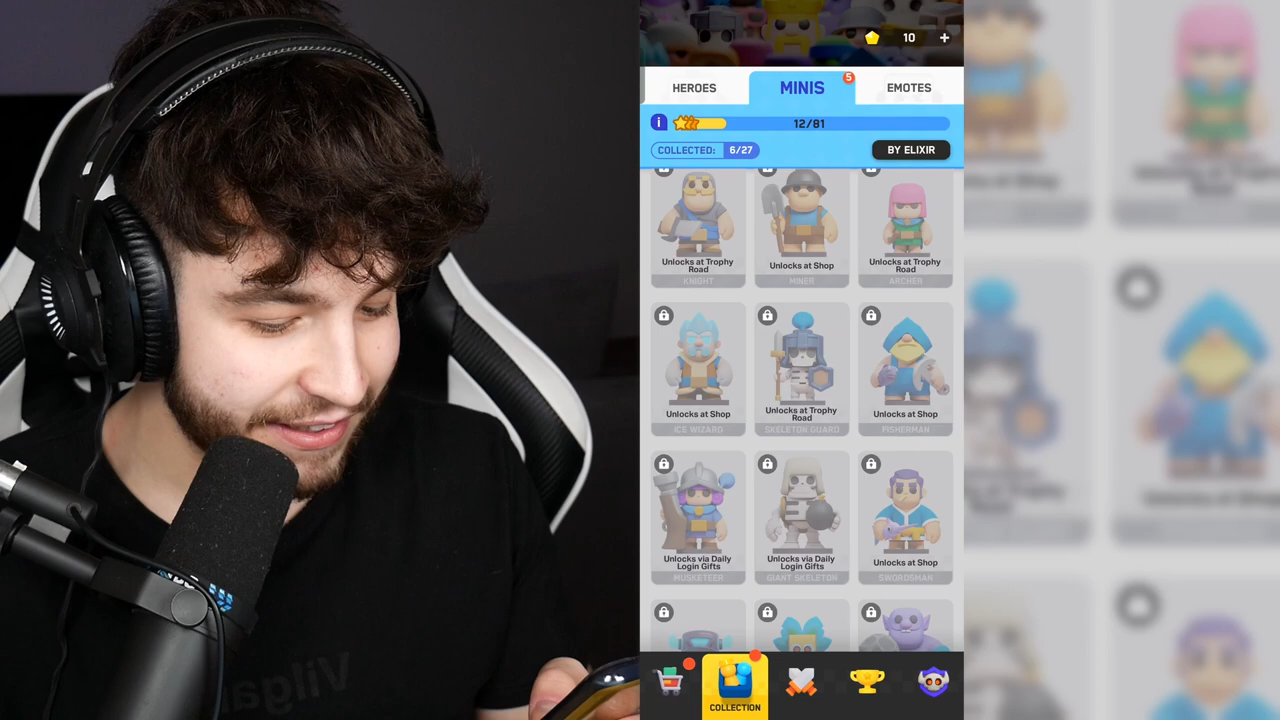 10 +
HEROES
MINIS
5
EMOTES
i
12/81
COLLECTED: 6/27
BY ELIXIR
Unlocks at Trophy
Road
KNIGHT
Unlocks at Shop
MINER
Unlocks at Trophy
Road
ARCHER
Unlocks at Shop
ICE WIZARD
Unlocks at Trophy
Road
SKELETON GUARD
Unlocks at Shop
FISHERMAN
Unlocks via Daily
Login Gifts
MUSKETEER
Unlocks via Daily
Login Gifts
GIANT SKELETON
Unlocks at Shop
SWORDSMAN
COLLECTION